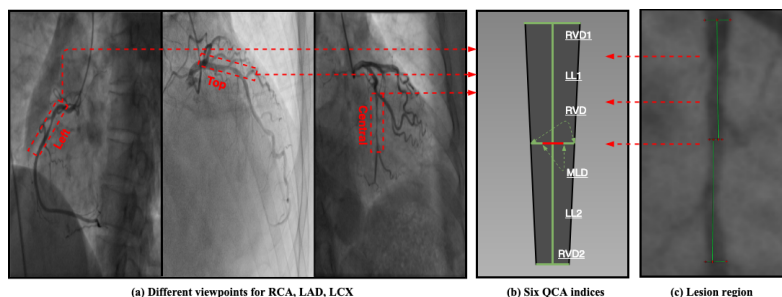 Left
Top
Central
RVD1
LL1
RVD
MLD
LL2
RVD2
(a) Different viewpoints for RCA, LAD, LCX
(b) Six QCA indices
(c) Lesion region